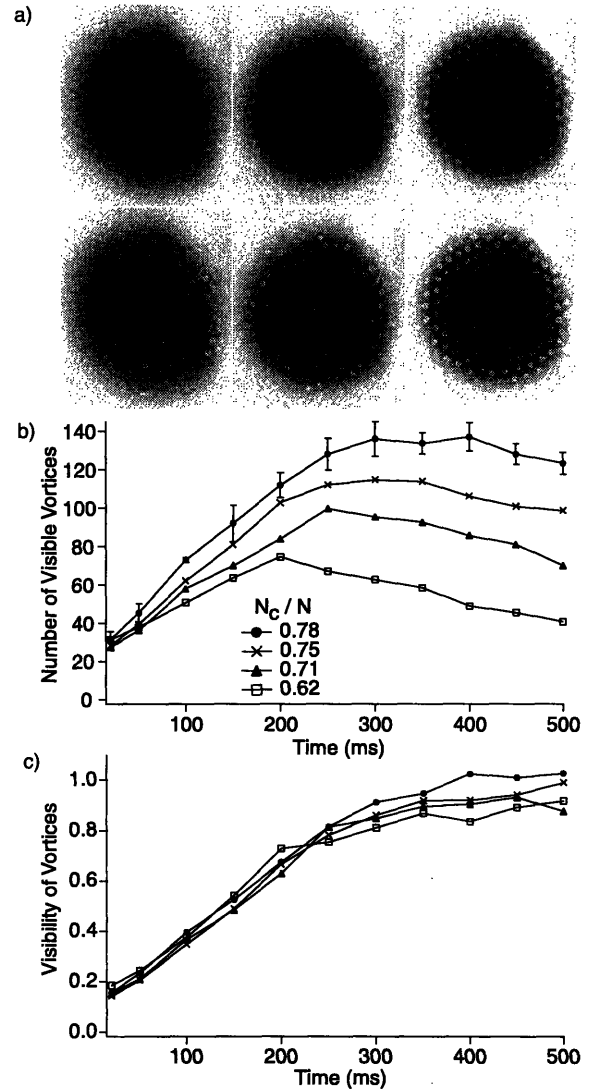 a)
b)
140
120
100
80
60
40
20
0
Number of Visible Vortices
N_C / N
0.78
0.75
0.71
0.62
100 200 300 400 500
Time (ms)
c)
1.0
0.8
0.6
0.4
0.2
0.0
Visibility of Vortices
100 200 300 400 500
Time (ms)